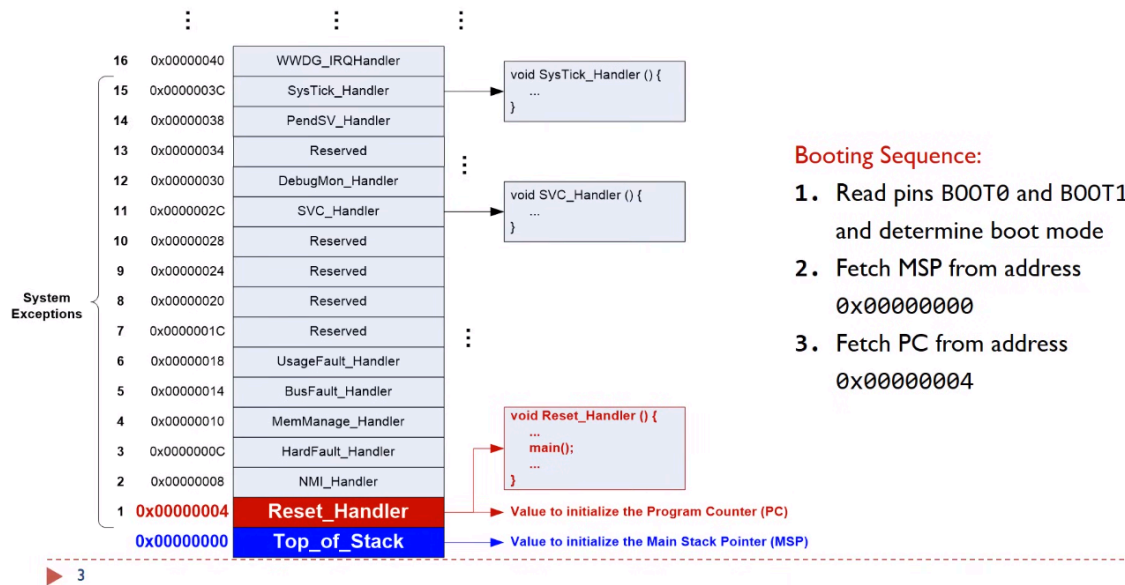 16 0x00000040 WWDG_IRQHandler
15 0x0000003C SysTick_Handler
14 0x00000038 PendSV_Handler
13 0x00000034 Reserved
12 0x00000030 DebugMon_Handler
11 0x0000002C SVC_Handler
10 0x00000028 Reserved
9 0x00000024 Reserved
8 0x00000020 Reserved
7 0x0000001C Reserved
6 0x00000018 UsageFault_Handler
5 0x00000014 BusFault_Handler
4 0x00000010 MemManage_Handler
3 0x0000000C HardFault_Handler
2 0x00000008 NMI_Handler
1 0x00000004 Reset_Handler
0x00000000 Top_of_Stack
System
Exceptions
void SysTick_Handler () {
...
}
void SVC_Handler () {
...
}
void Reset_Handler () {
...
main();
...
}
Value to initialize the Program Counter (PC)
Value to initialize the Main Stack Pointer (MSP)
Booting Sequence:
1. Read pins BOOT0 and BOOT1
and determine boot mode
2. Fetch MSP from address
0x00000000
3. Fetch PC from address
0x00000004
3